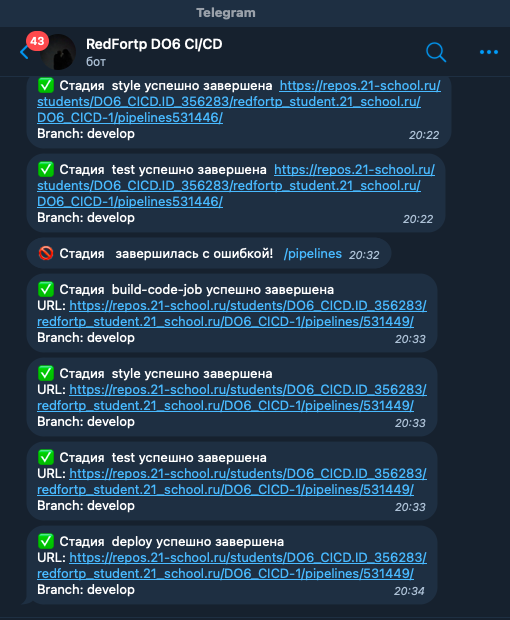 Telegram
43
RedFortp DO6 CI/CD
бот
✅ Стадия style успешно завершена https://repos.21-school.ru/
students/DO6_CICD.ID_356283/redfortp_student.21_school.ru/
DO6_CICD-1/pipelines531446/
Branch: develop
20:22
✅ Стадия test успешно завершена https://repos.21-school.ru/
students/DO6_CICD.ID_356283/redfortp_student.21_school.ru/
DO6_CICD-1/pipelines531446/
Branch: develop
20:22
🚫 Стадия завершилась с ошибкой! /pipelines 20:32
✅ Стадия build-code-job успешно завершена
URL: https://repos.21-school.ru/students/DO6_CICD.ID_356283/
redfortp_student.21_school.ru/DO6_CICD-1/pipelines/531449/
Branch: develop
20:33
✅ Стадия style успешно завершена
URL: https://repos.21-school.ru/students/DO6_CICD.ID_356283/
redfortp_student.21_school.ru/DO6_CICD-1/pipelines/531449/
Branch: develop
20:33
✅ Стадия test успешно завершена
URL: https://repos.21-school.ru/students/DO6_CICD.ID_356283/
redfortp_student.21_school.ru/DO6_CICD-1/pipelines/531449/
Branch: develop
20:33
✅ Стадия deploy успешно завершена
URL: https://repos.21-school.ru/students/DO6_CICD.ID_356283/
redfortp_student.21_school.ru/DO6_CICD-1/pipelines/531449/
Branch: develop
20:34